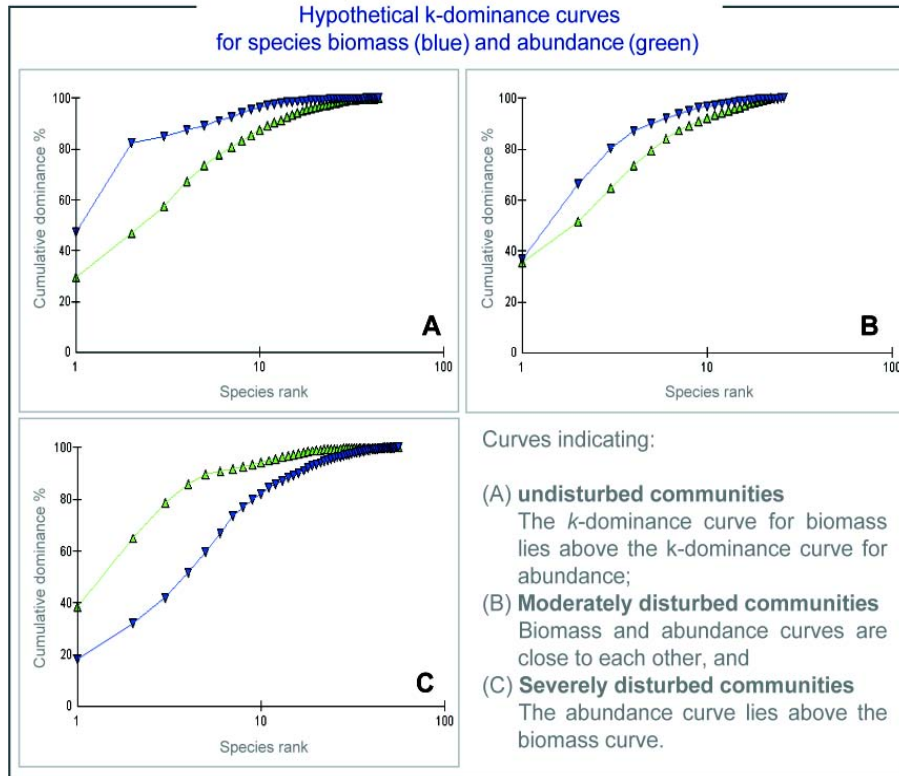 Hypothetical k-dominance curves
for species biomass (blue) and abundance (green)
Cumulative dominance %
100
80
60
40
20
0
1
10
100
Species rank
A
Cumulative dominance %
100
80
60
40
20
0
1
10
100
Species rank
B
Cumulative dominance %
100
80
60
40
20
0
1
10
100
Species rank
C
Curves indicating:
(A) undisturbed communities
The k-dominance curve for biomass
lies above the k-dominance curve for
abundance;
(B) Moderately disturbed communities
Biomass and abundance curves are
close to each other, and
(C) Severely disturbed communities
The abundance curve lies above the
biomass curve.